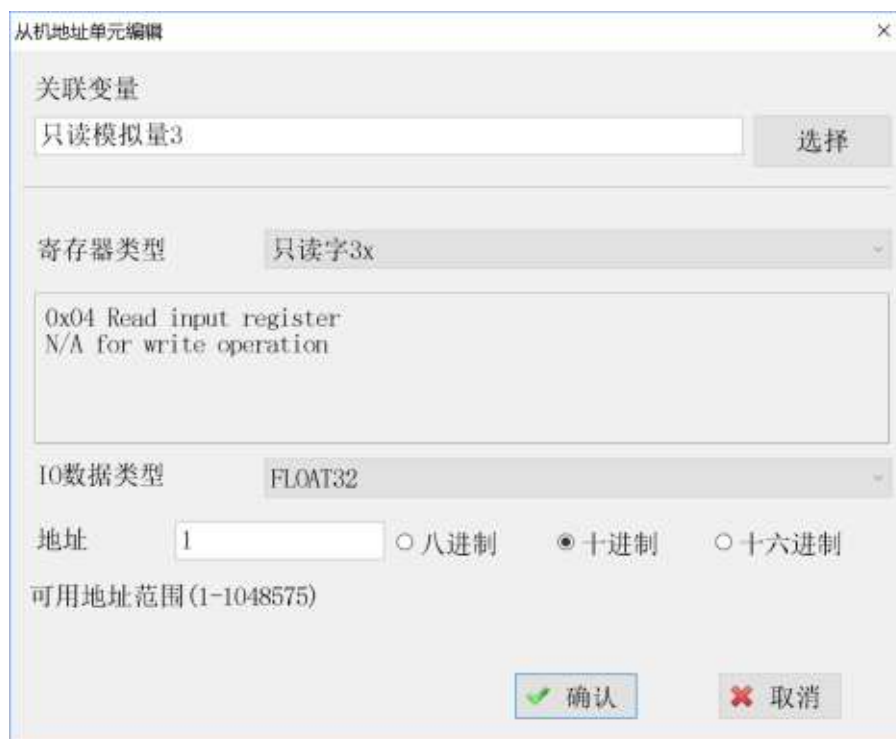 从机地址单元编辑
关联变量
只读模拟量3
选择
寄存器类型 只读字3x
0x04 Read input register
N/A for write operation
IO数据类型 FLOAT32
地址 1 八进制 十进制 十六进制
可用地址范围(1-1048575)
确认 取消